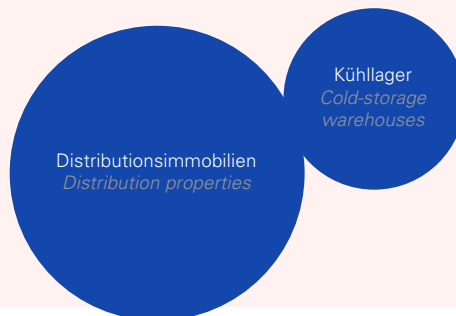 Kühllager
Cold-storage
warehouses
Distributionsimmobilien
Distribution properties